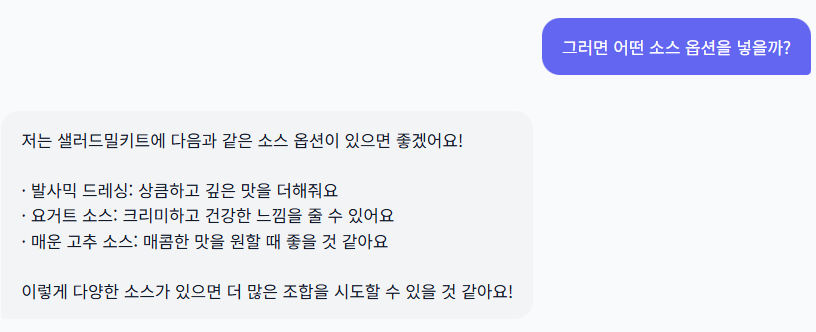 그러면 어떤 소스 옵션을 넣을까?
저는 샐러드밀키트에 다음과 같은 소스 옵션이 있으면 좋겠어요!
· 발사믹 드레싱: 상큼하고 깊은 맛을 더해줘요
· 요거트 소스: 크리미하고 건강한 느낌을 줄 수 있어요
· 매운 고추 소스: 매콤한 맛을 원할 때 좋을 것 같아요
이렇게 다양한 소스가 있으면 더 많은 조합을 시도할 수 있을 것 같아요!